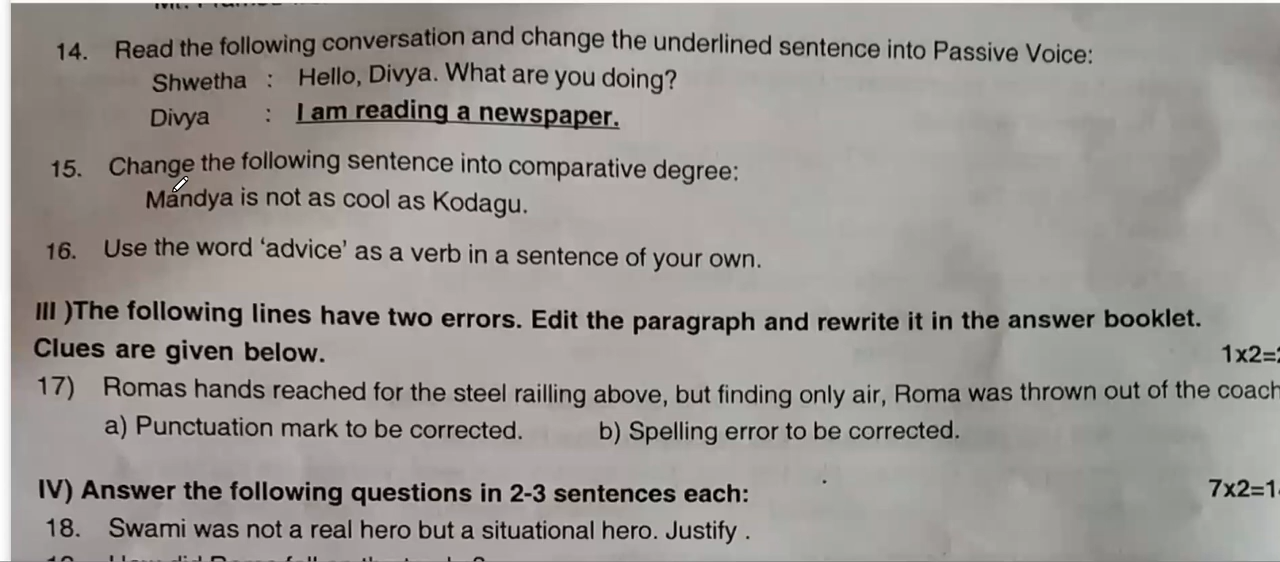 14. Read the following conversation and change the underlined sentence into Passive Voice:
Shwetha : Hello, Divya. What are you doing?
Divya : I am reading a newspaper.
15. Change the following sentence into comparative degree:
Mandya is not as cool as Kodagu.
16. Use the word ‘advice’ as a verb in a sentence of your own.
III )The following lines have two errors. Edit the paragraph and rewrite it in the answer booklet.
Clues are given below. 1x2=
17) Romas hands reached for the steel railling above, but finding only air, Roma was thrown out of the coach
a) Punctuation mark to be corrected. b) Spelling error to be corrected.
IV) Answer the following questions in 2-3 sentences each: 7x2=1
18. Swami was not a real hero but a situational hero. Justify .